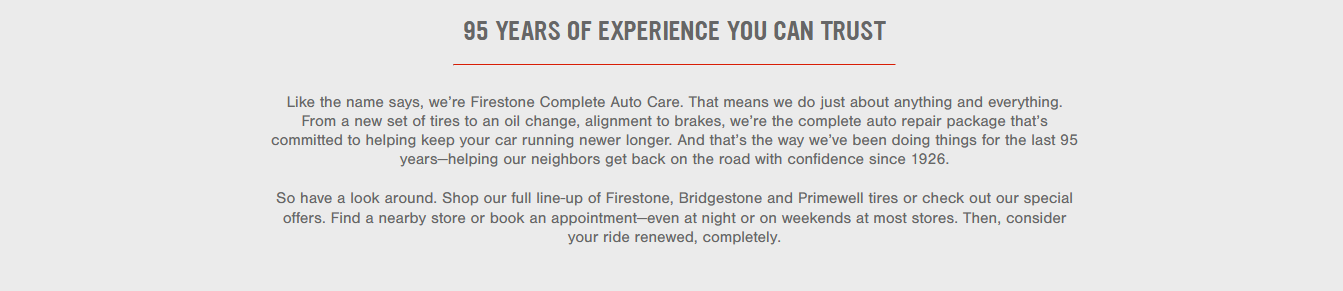 95 YEARS OF EXPERIENCE YOU CAN TRUST
Like the name says, we're Firestone Complete Auto Care. That means we do just about anything and everything.
From a new set of tires to an oil change, alignment to brakes, we're the complete auto repair package that's
committed to helping keep your car running newer longer. And that's the way we've been doing things for the last 95
years—helping our neighbors get back on the road with confidence since 1926.
So have a look around. Shop our full line-up of Firestone, Bridgestone and Primewell tires or check out our special
offers. Find a nearby store or book an appointment—even at night or on weekends at most stores. Then, consider
your ride renewed, completely.